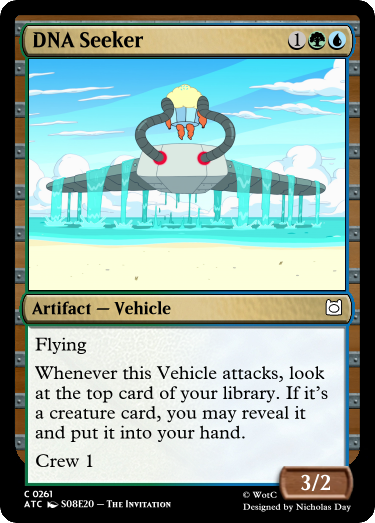 DNA Seeker 1
Artifact — Vehicle
Flying
Whenever this Vehicle attacks, look
at the top card of your library. If it's
a creature card, you may reveal it
and put it into your hand.
Crew 1
3/2
C 0261
ATC S08E20 – The Invitation
© WotC
Designed by Nicholas Day